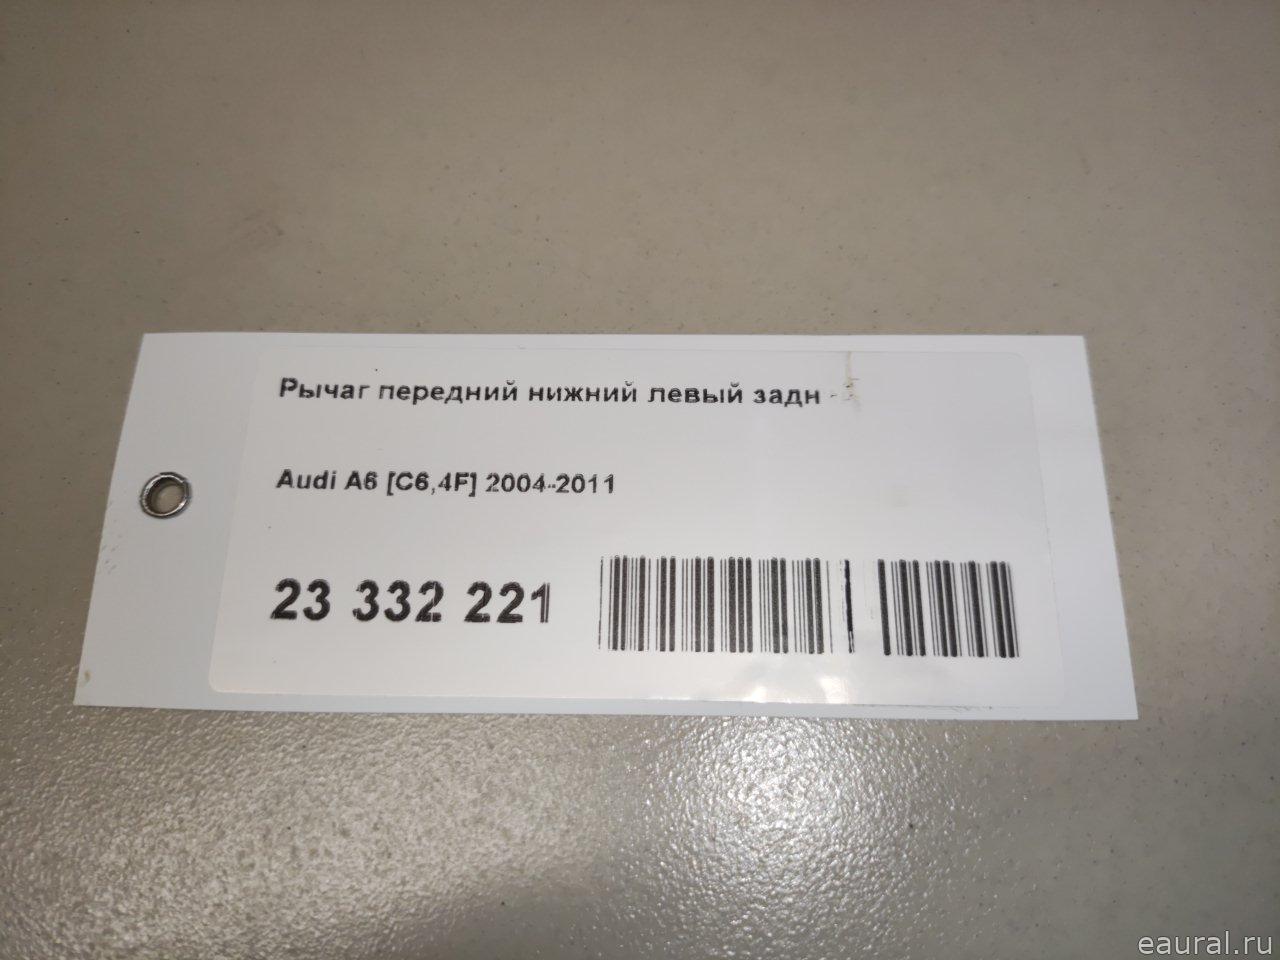 Рычаг передний нижний левый задн
Audi A6 [C6,4F] 2004-2011
23 332 221
eaural.ru